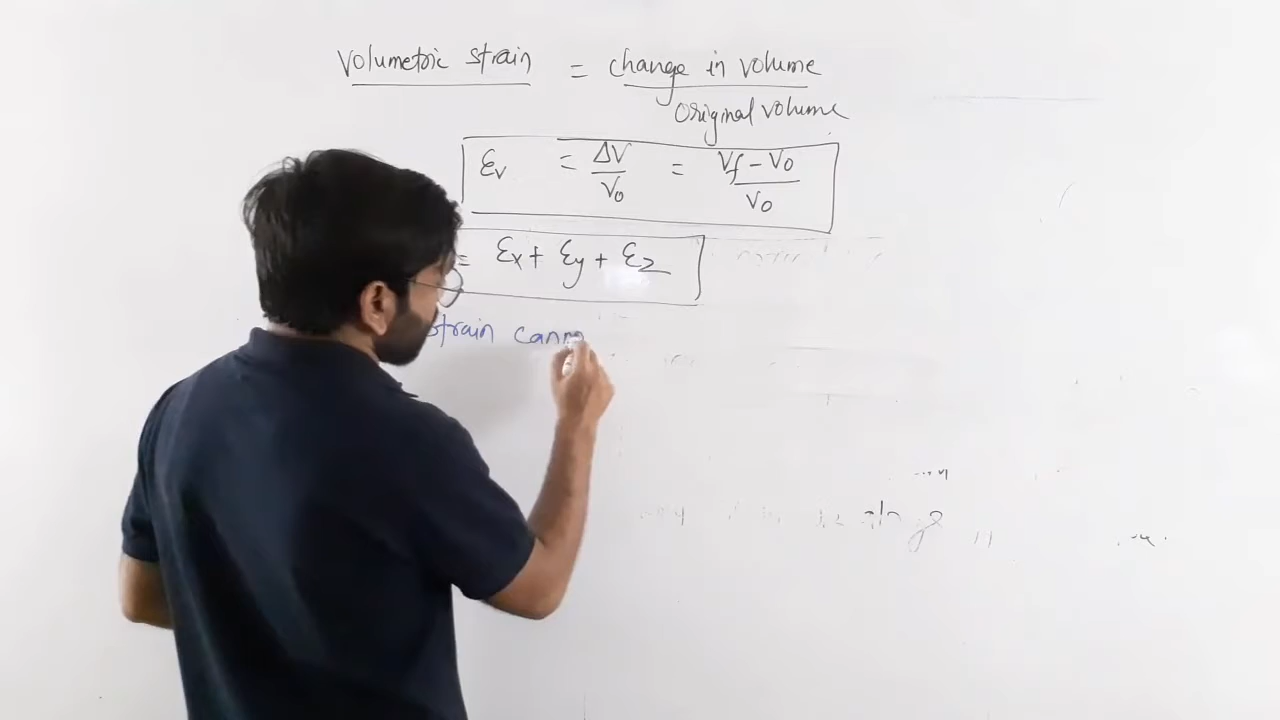 Volumetric strain = change in volume
Original volume
εv = ΔV/V0 = Vf - V0/V0
= εx + εy + εz
strain cann